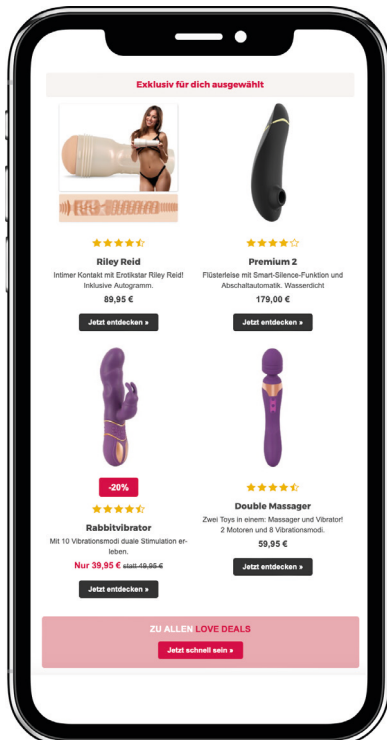 Exklusiv für dich ausgewählt
Riley Reid
Intimer Kontakt mit Erotikstar Riley Reid!
Inklusive Autogramm.
89,95 €
Jetzt entdecken »
Premium 2
Flüsterleise mit Smart-Silence-Funktion und
Abschaltautomatik. Wasserdicht
179,00 €
Jetzt entdecken »
-20%
Rabbitvibrator
Mit 10 Vibrationsmodi duale Stimulation er-
leben.
Nur 39,95 € statt 49,95 €
Jetzt entdecken »
Double Massager
Zwei Toys in einem: Massager und Vibrator!
2 Motoren und 8 Vibrationsmodi.
59,95 €
Jetzt entdecken »
ZU ALLEN LOVE DEALS
Jetzt schnell sein »